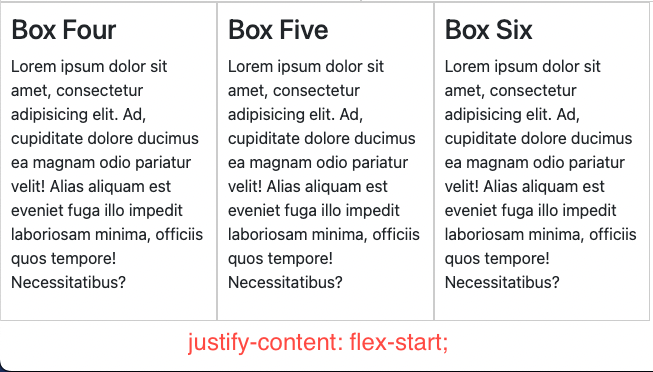 Box Four
Lorem ipsum dolor sit
amet, consectetur
adipisicing elit. Ad,
cupiditate dolore ducimus
ea magnam odio pariatur
velit! Alias aliquam est
eveniet fuga illo impedit
laboriosam minima, officiis
quos tempore!
Necessitatibus?
Box Five
Lorem ipsum dolor sit
amet, consectetur
adipisicing elit. Ad,
cupiditate dolore ducimus
ea magnam odio pariatur
velit! Alias aliquam est
eveniet fuga illo impedit
laboriosam minima, officiis
quos tempore!
Necessitatibus?
Box Six
Lorem ipsum dolor sit
amet, consectetur
adipisicing elit. Ad,
cupiditate dolore ducimus
ea magnam odio pariatur
velit! Alias aliquam est
eveniet fuga illo impedit
laboriosam minima, officiis
quos tempore!
Necessitatibus?
justify-content: flex-start;